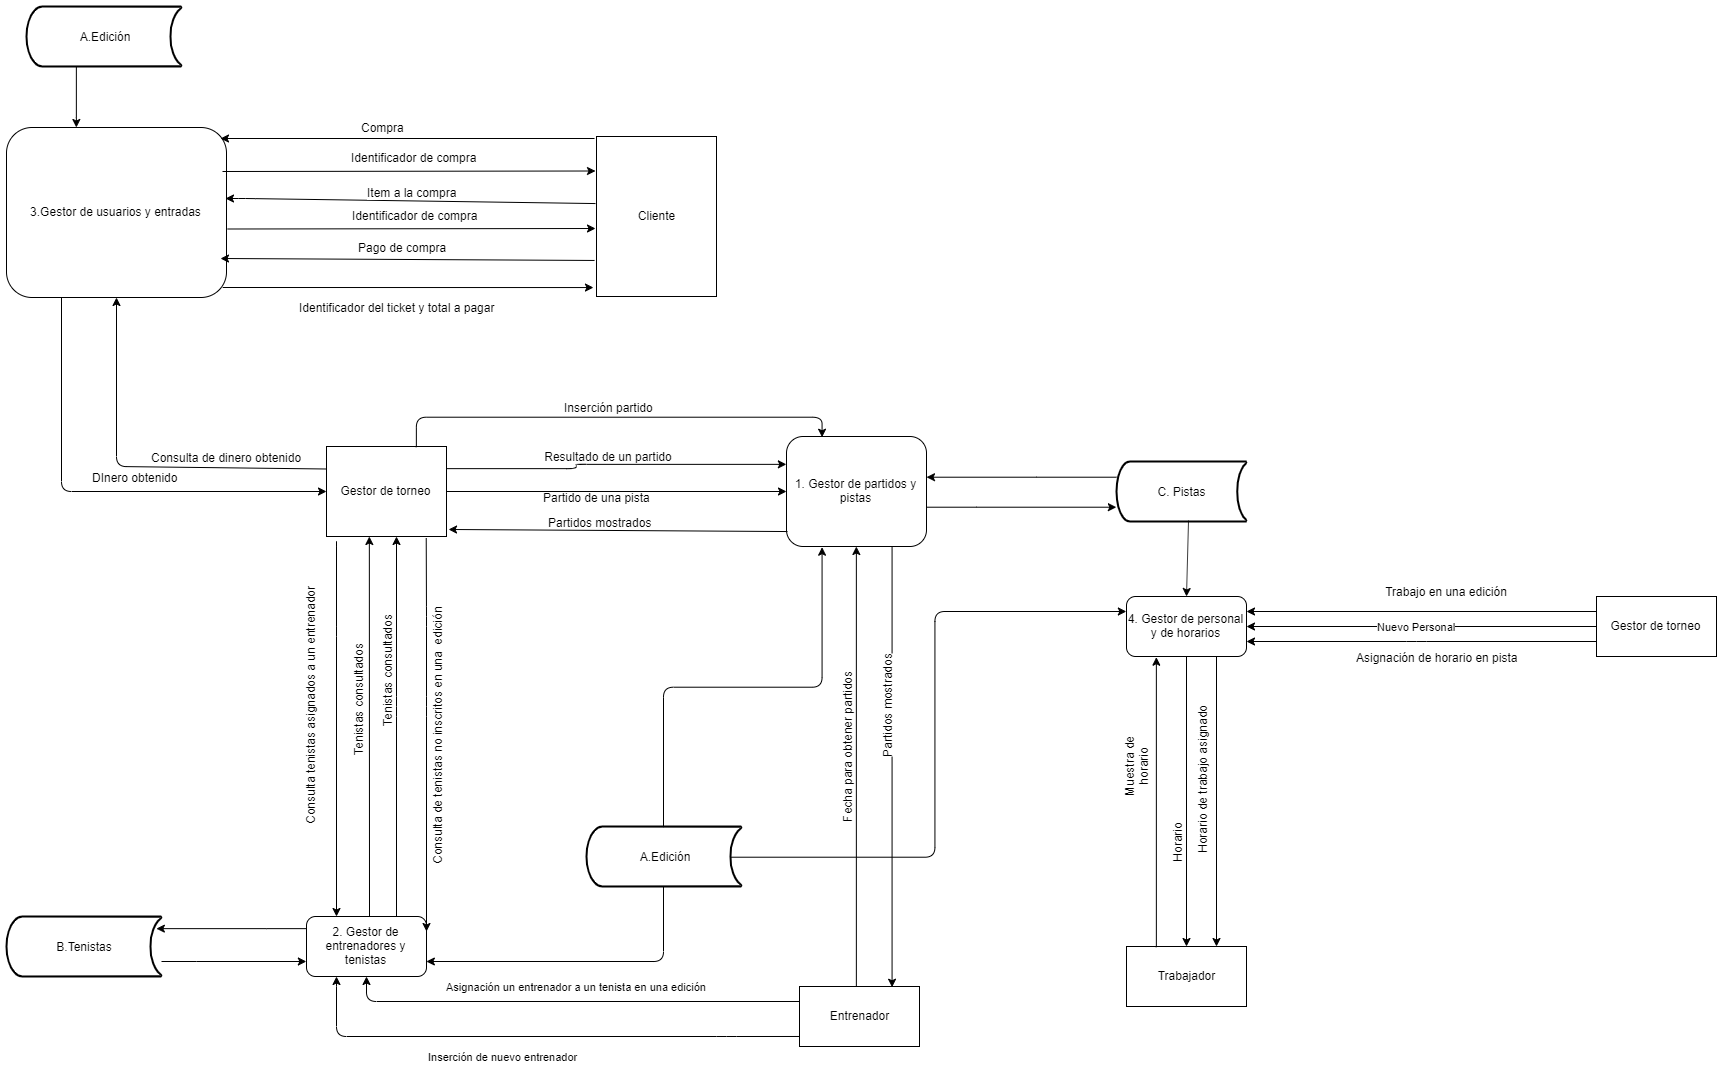 A.Edición
Compra
Identificador de compra
Item a la compra
3.Gestor de usuarios y entradas
Identificador de compra
Cliente
Pago de compra
Identificador del ticket y total a pagar
Inserción partido
Consulta de dinero obtenido
Resultado de un partido
DInero obtenido
Gestor de torneo
1. Gestor de partidos y
pistas
C. Pistas
Partido de una pista
Partidos mostrados
Trabajo en una edición
4. Gestor de personal
y de horarios
Nuevo Personal
Gestor de torneo
Asignación de horario en pista
Consulta tenistas asignados a un entrenador
Tenistas consultados
Tenistas consultados
Consulta de tenistas no inscritos en una edición
Fecha para obtener partidos
Partidos mostrados
Muestra de
horario
Horario
Horario de trabajo asignado
A.Edición
B.Tenistas
2. Gestor de
entrenadores y
tenistas
Trabajador
Asignación un entrenador a un tenista en una edición
Entrenador
Inserción de nuevo entrenador